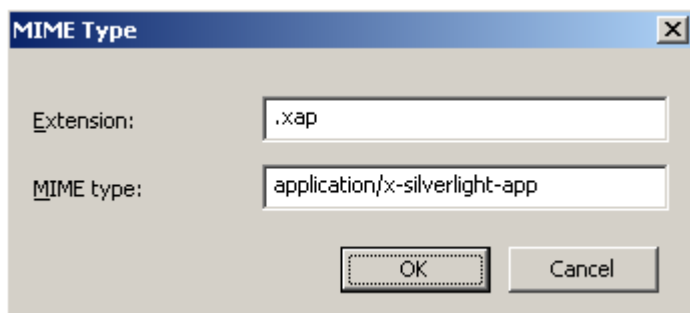 MIME Type
Extension: .xap
MIME type: application/x-silverlight-app
OK Cancel